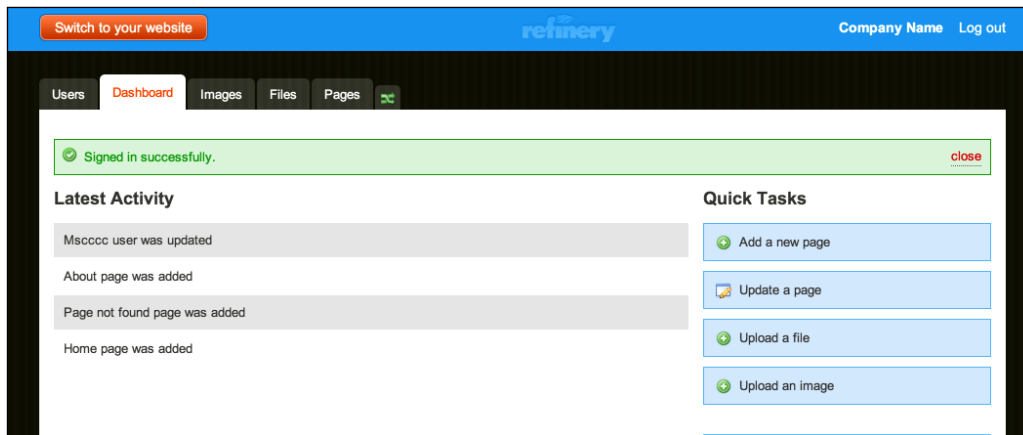 Switch to your website
refinery
Company Name Log out
Users Dashboard Images Files Pages
Signed in successfully.
close
Latest Activity
Mscccc user was updated
About page was added
Page not found page was added
Home page was added
Quick Tasks
Add a new page
Update a page
Upload a file
Upload an image